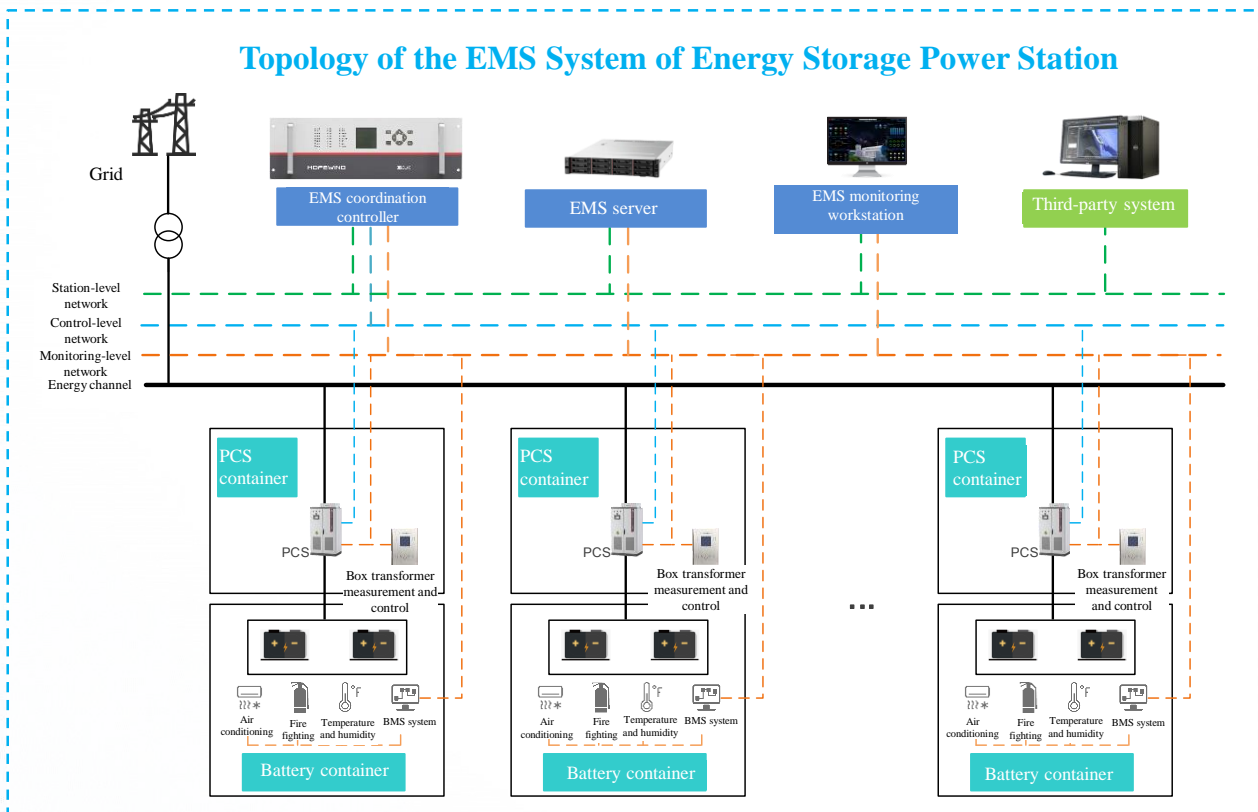 Topology of the EMS System of Energy Storage Power Station
Grid
HOPEWIND
EMS coordination
controller
EMS server
EMS monitoring
workstation
Third-party system
Station-level
network
Control-level
network
Monitoring-level
network
Energy channel
PCS
container
PCS
Box transformer
measurement and
control
PCS
container
PCS
Box transformer
measurement and
control
...
PCS
container
PCS
Box transformer
measurement
and control
°F
Air
conditioning
Fire
fighting
Temperature
and humidity
BMS system
Battery container
°F
Air
conditioning
Fire
fighting
Temperature
and humidity
BMS system
Battery container
°F
Air
conditioning
Fire
fighting
Temperature
and humidity
BMS system
Battery container